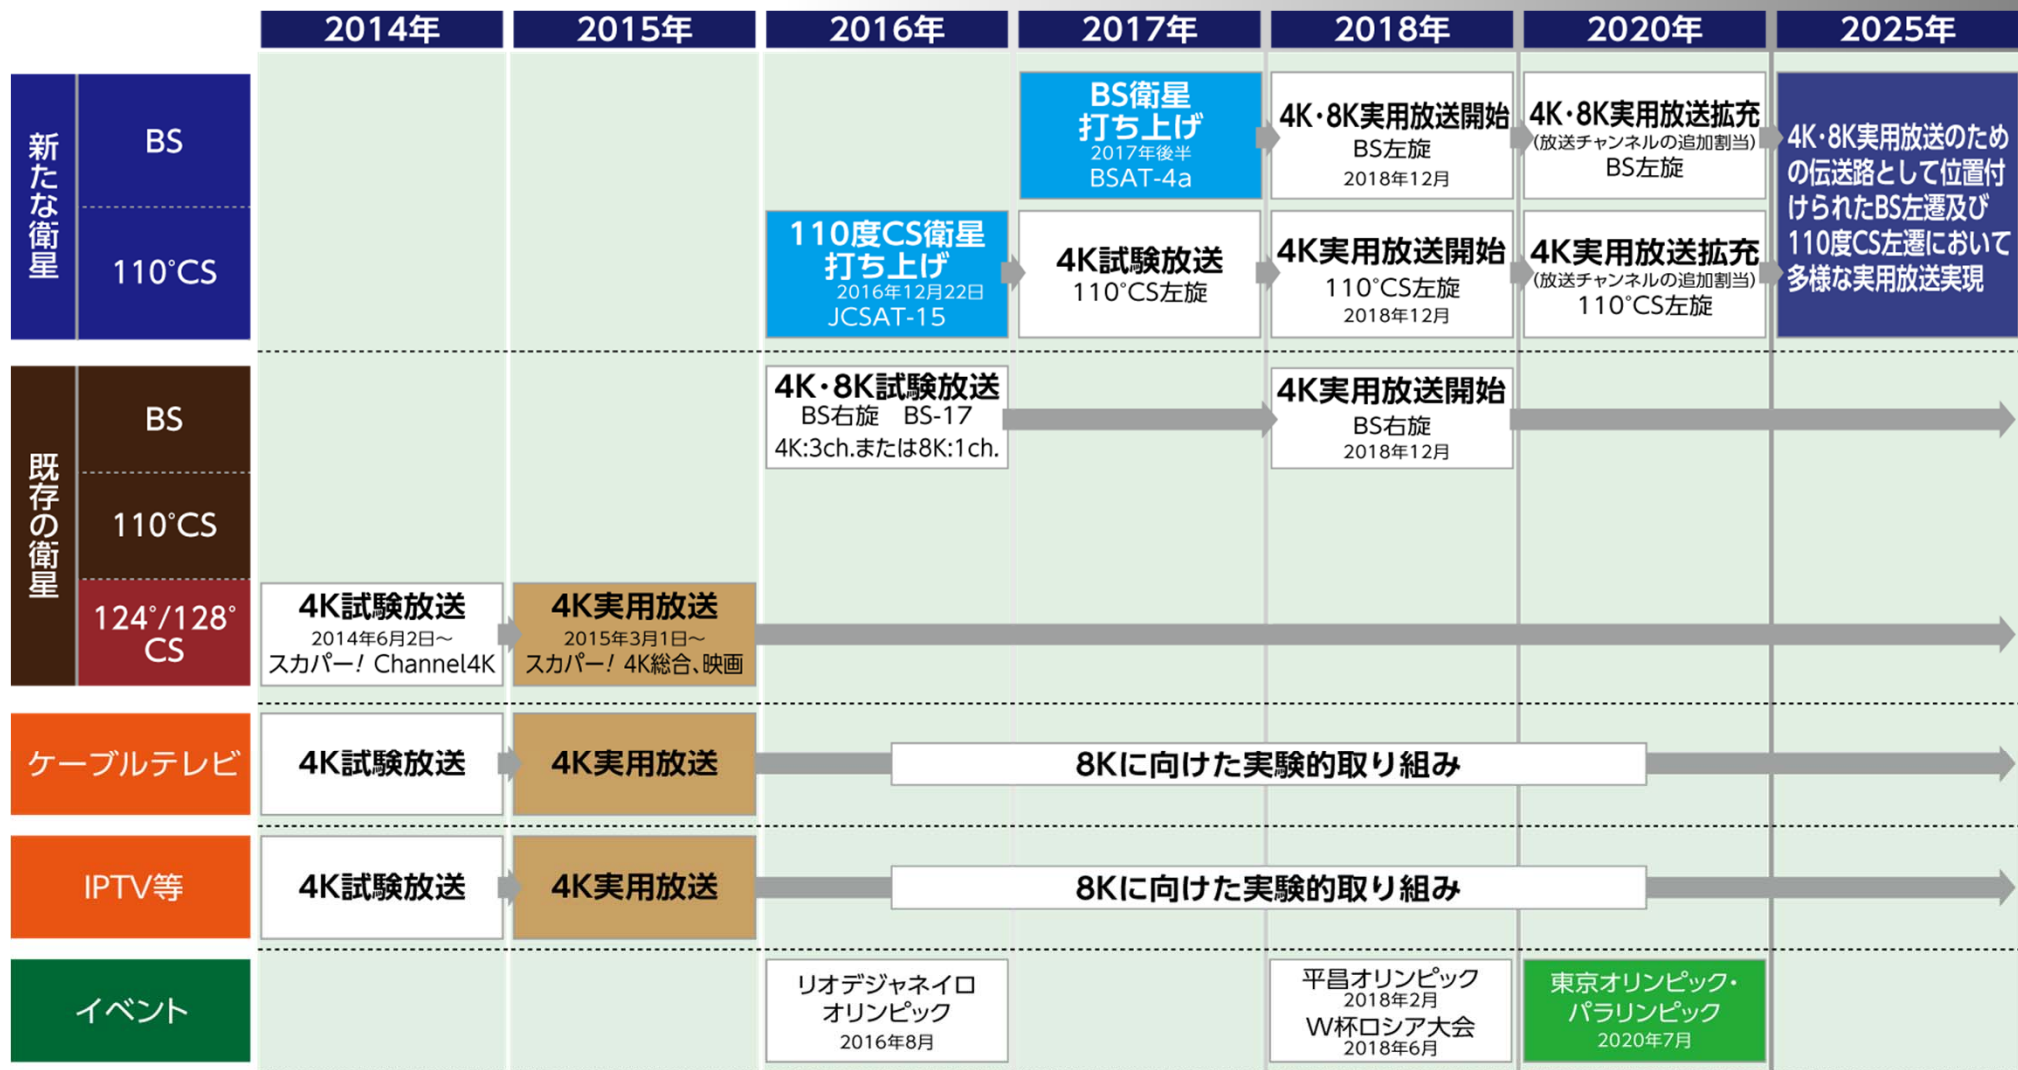 2014年
2015年
2016年
2017年
2018年
2020年
2025年
新たな衛星
BS
BS衛星
打ち上げ
2017年後半
BSAT-4a
4K・8K実用放送開始
BS左旋
2018年12月
4K・8K実用放送拡充
(放送チャンネルの追加割当)
BS左旋
4K・8K実用放送のため
の伝送路として位置付
けられたBS左遷及び
110度CS左遷において
多様な実用放送実現
110°CS
110度CS衛星
打ち上げ
2016年12月22日
JCSAT-15
4K試験放送
110°CS左旋
4K実用放送開始
110°CS左旋
2018年12月
4K実用放送拡充
(放送チャンネルの追加割当)
110°CS左旋
既存の衛星
BS
4K・8K試験放送
BS右旋 BS-17
4K:3ch.または8K:1ch.
4K実用放送開始
BS右旋
2018年12月
110°CS
124°/128°
CS
4K試験放送
2014年6月2日～
スカパー! Channel4K
4K実用放送
2015年3月1日～
スカパー! 4K総合、映画
ケーブルテレビ
4K試験放送
4K実用放送
8Kに向けた実験的取り組み
IPTV等
4K試験放送
4K実用放送
8Kに向けた実験的取り組み
イベント
リオデジャネイロ
オリンピック
2016年8月
平昌オリンピック
2018年2月
W杯ロシア大会
2018年6月
東京オリンピック・
パラリンピック
2020年7月